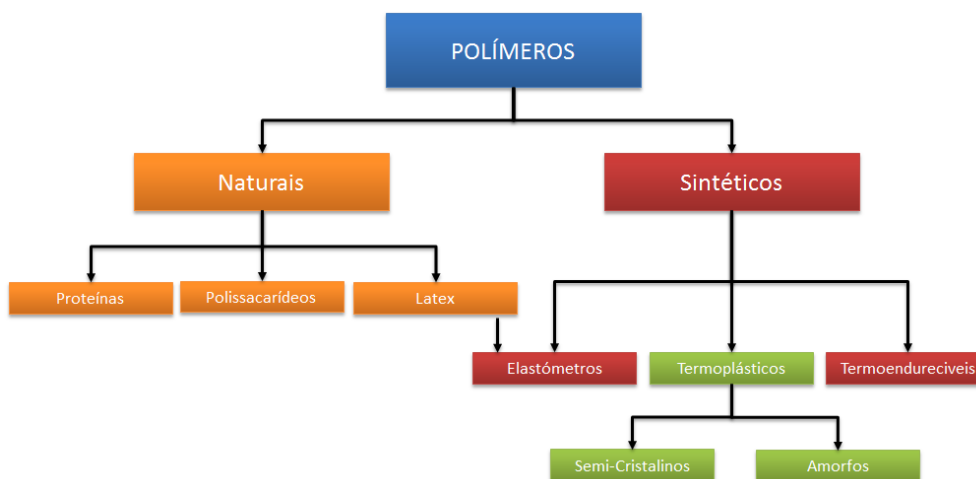 POLÍMEROS
Naturais
Sintéticos
Proteínas
Polissacarídeos
Latex
Elastómetros
Termoplásticos
Termoendureciveis
Semi-Cristalinos
Amorfos